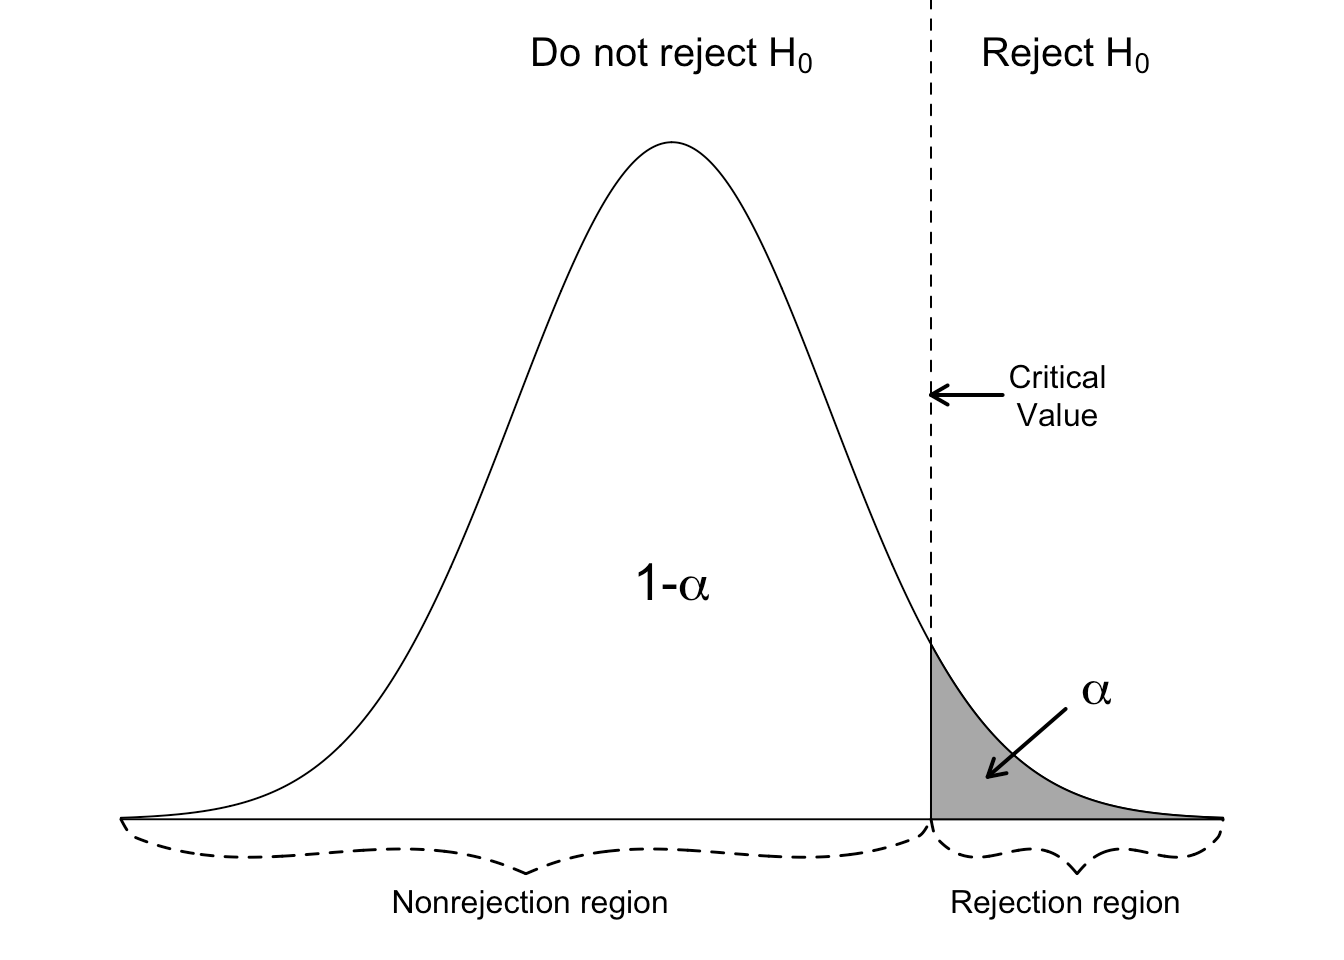 Do not reject H₀
Reject H₀
Critical
Value
1-α
α
Nonrejection region
Rejection region